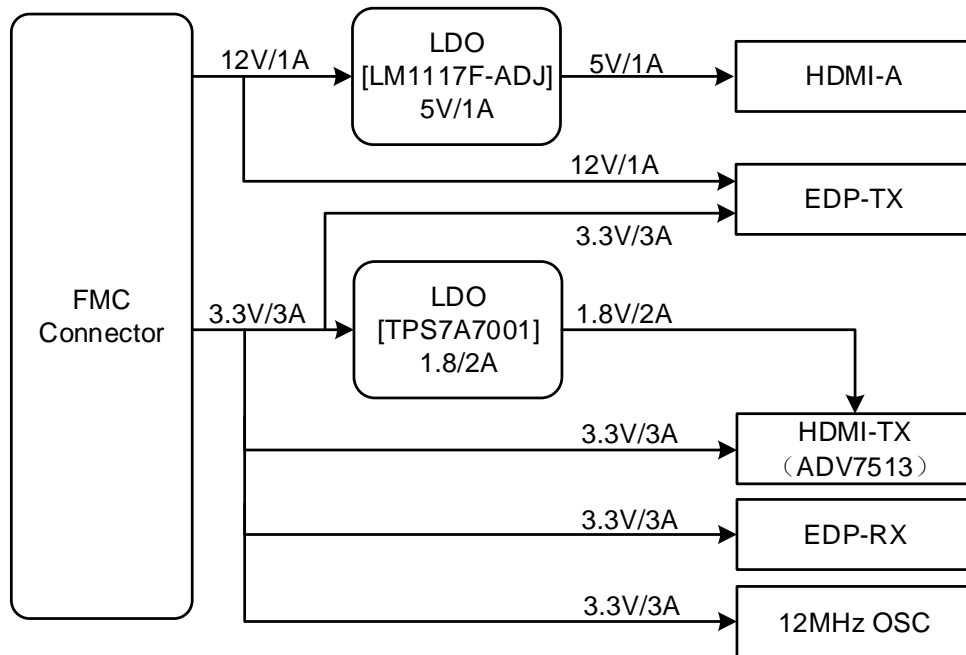 LDO
[LM1117F-ADJ]
5V/1A
12V/1A
5V/1A
HDMI-A
12V/1A
EDP-TX
3.3V/3A
FMC
Connector
3.3V/3A
LDO
[TPS7A7001]
1.8/2A
1.8V/2A
3.3V/3A
HDMI-TX
（ADV7513）
3.3V/3A
EDP-RX
3.3V/3A
12MHz OSC